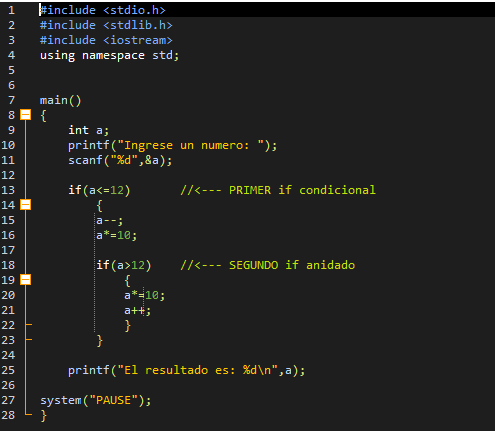 1 #include <stdio.h>
2 #include <stdlib.h>
3 #include <iostream>
4 using namespace std;
5
6
7 main()
8 {
9 int a;
10 printf("Ingrese un numero: ");
11 scanf("%d",&a);
12
13 if(a<=12) //<--- PRIMER if condicional
14 {
15 a--;
16 a*=10;
17
18 if(a>12) //<--- SEGUNDO if anidado
19 {
20 a*=10;
21 a++;
22 }
23 }
24
25 printf("El resultado es: %d\n",a);
26
27 system("PAUSE");
28 }